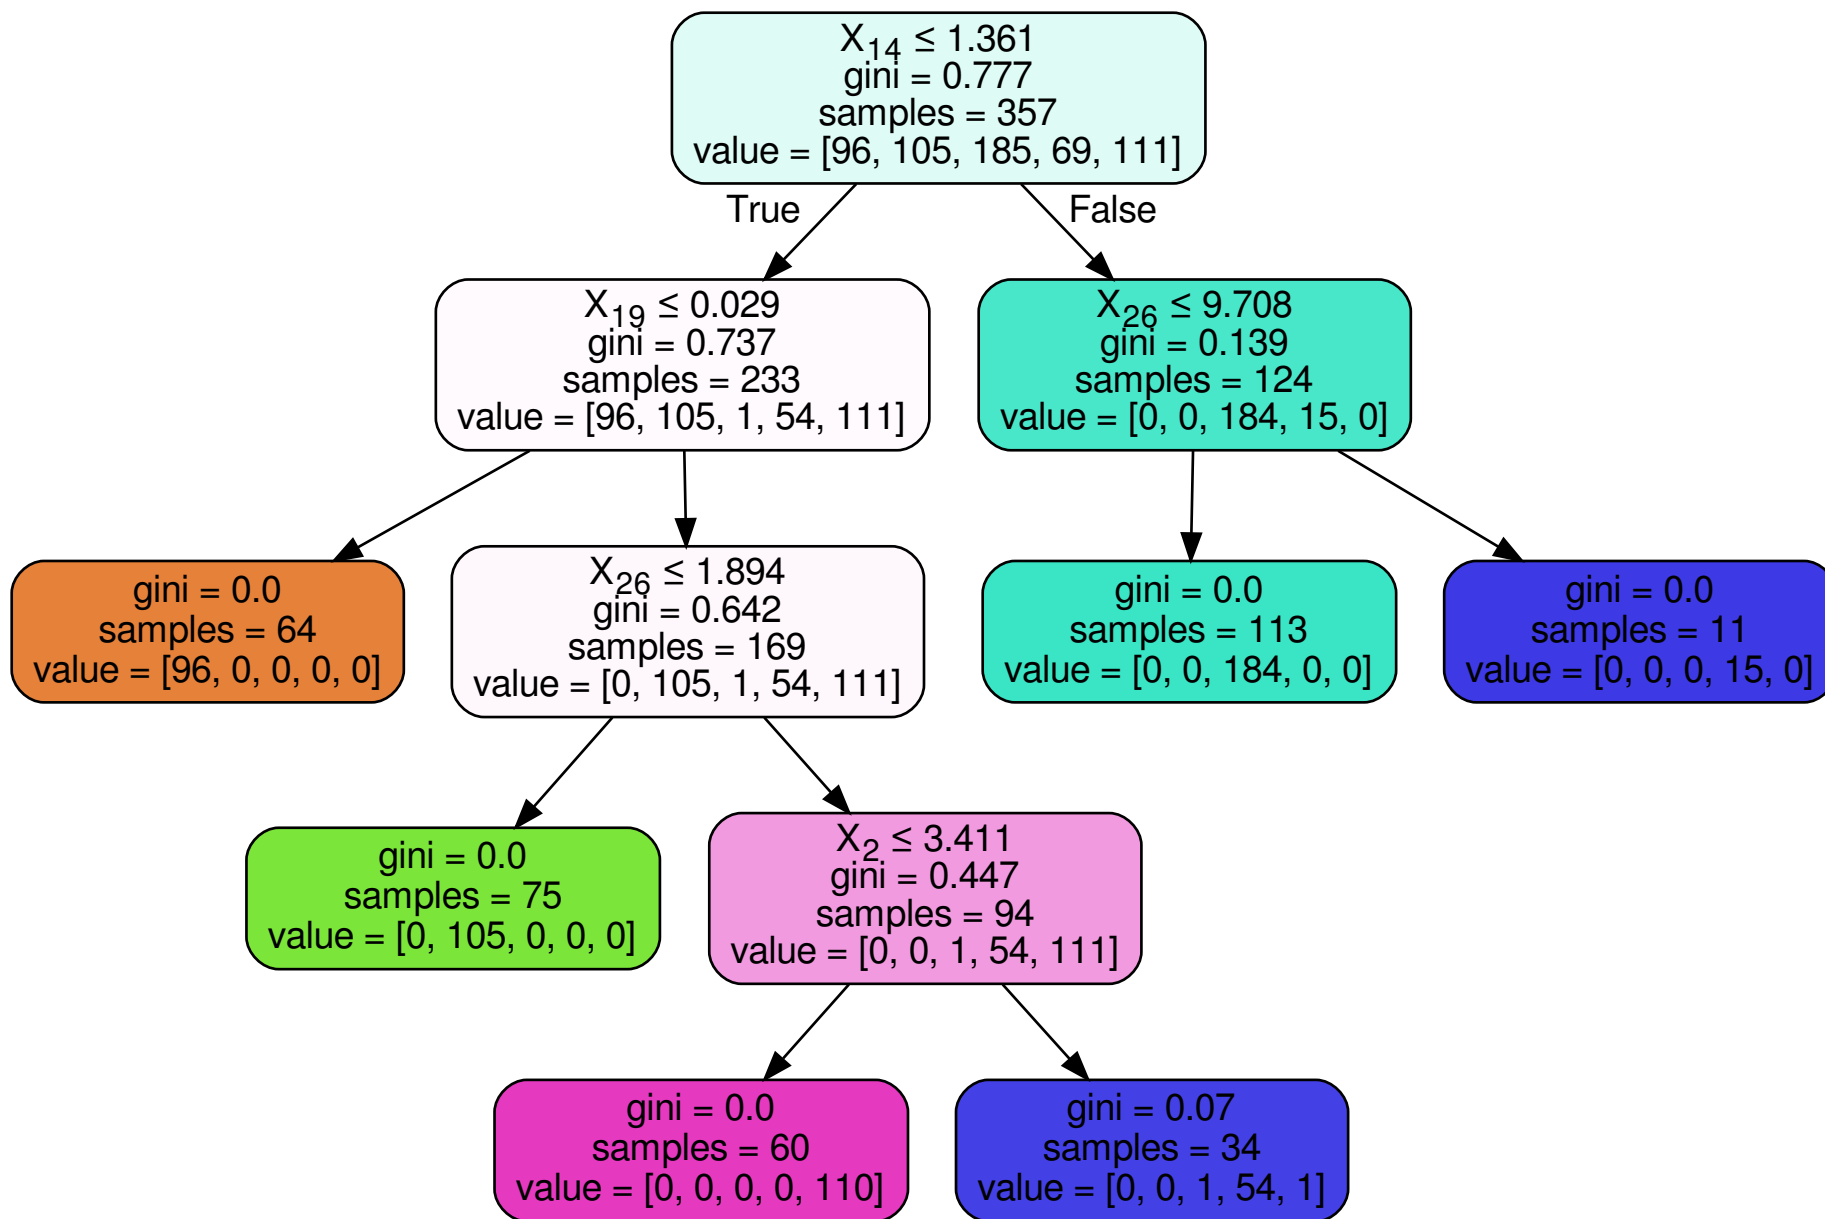 X₁₄ ≤ 1.361
gini = 0.777
samples = 357
value = [96, 105, 185, 69, 111]
True
False
X₁₉ ≤ 0.029
gini = 0.737
samples = 233
value = [96, 105, 1, 54, 111]
X₂₆ ≤ 9.708
gini = 0.139
samples = 124
value = [0, 0, 184, 15, 0]
gini = 0.0
samples = 64
value = [96, 0, 0, 0, 0]
X₂₆ ≤ 1.894
gini = 0.642
samples = 169
value = [0, 105, 1, 54, 111]
gini = 0.0
samples = 113
value = [0, 0, 184, 0, 0]
gini = 0.0
samples = 11
value = [0, 0, 0, 15, 0]
gini = 0.0
samples = 75
value = [0, 105, 0, 0, 0]
X₂ ≤ 3.411
gini = 0.447
samples = 94
value = [0, 0, 1, 54, 111]
gini = 0.0
samples = 60
value = [0, 0, 0, 0, 110]
gini = 0.07
samples = 34
value = [0, 0, 1, 54, 1]